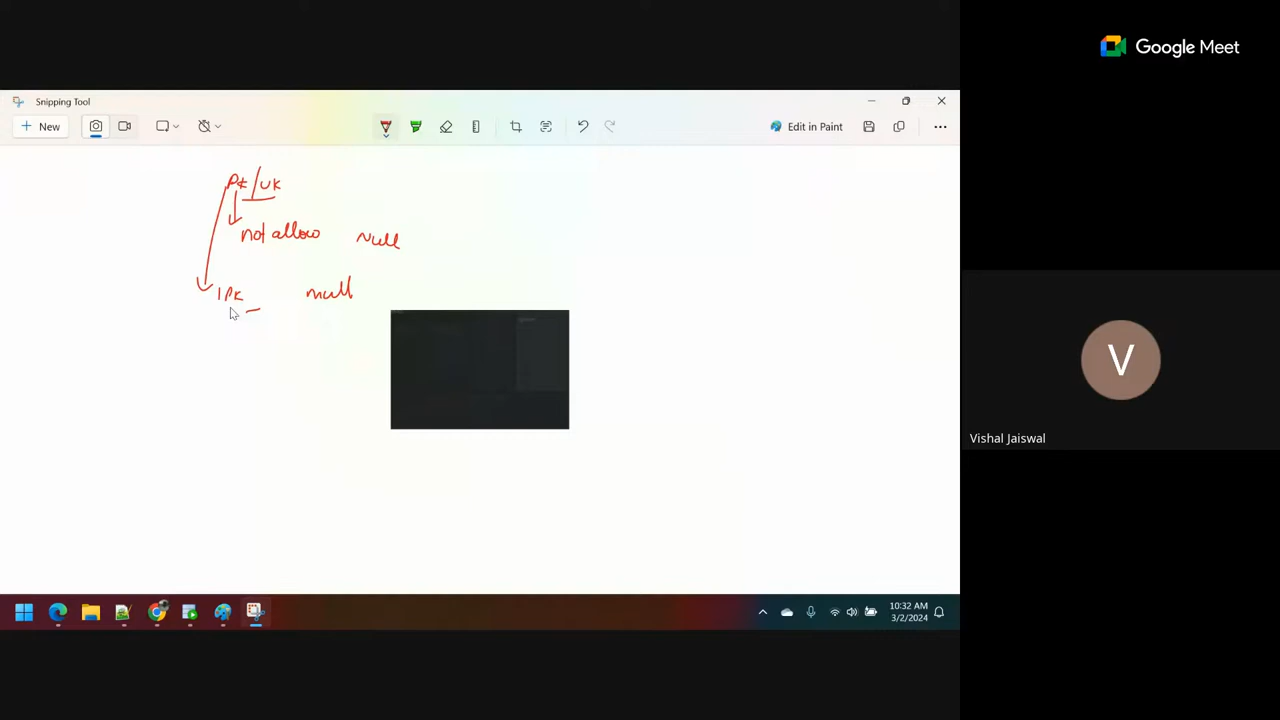 Google Meet
Snipping Tool
New
Edit in Paint
PK/UK
not allow Null
1PK null
V
Vishal Jaiswal
10:32 AM
3/2/2024